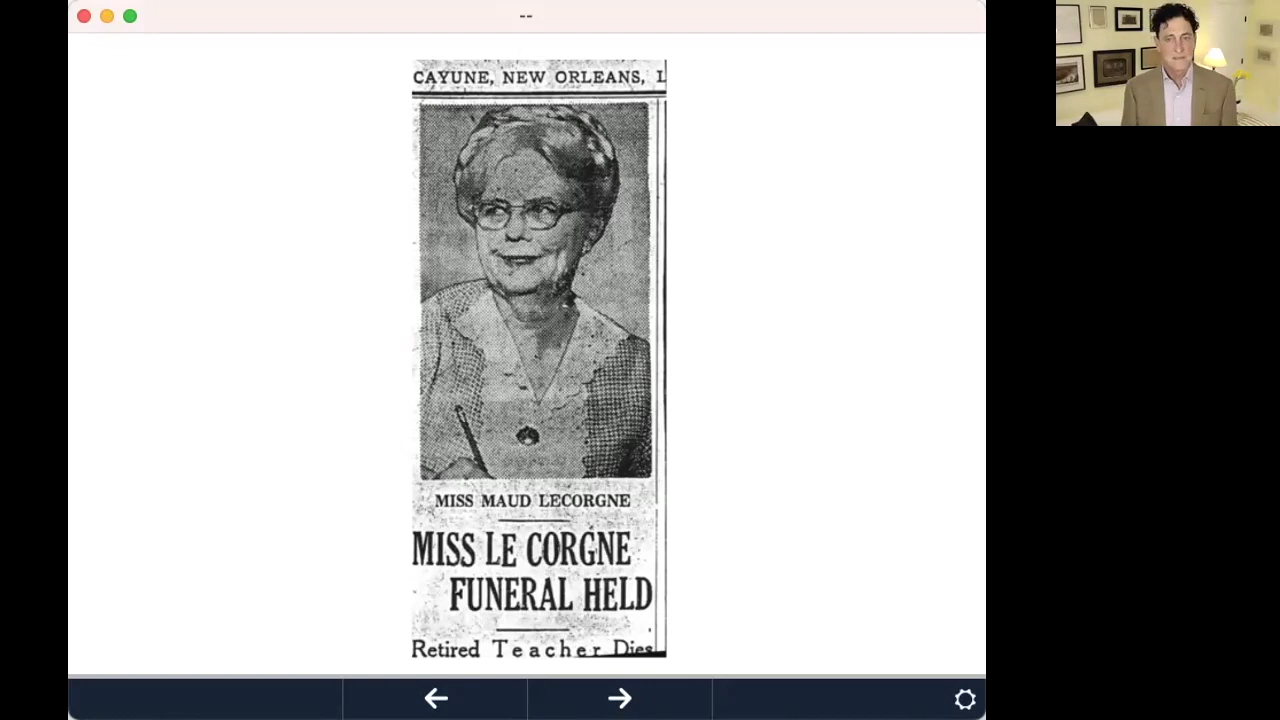 --
CAYUNE, NEW ORLEANS, L
MISS MAUD LECORGNE
MISS LE CORGNE
FUNERAL HELD
Retired Teacher Dies